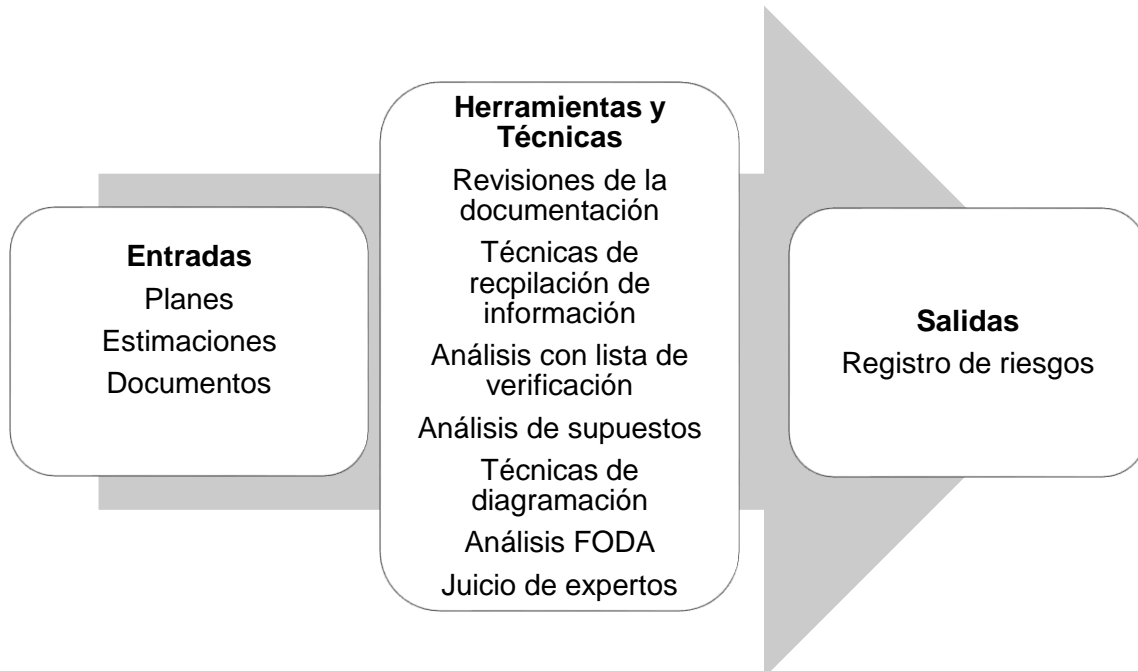 Entradas
Planes
Estimaciones
Documentos
Herramientas y
Técnicas
Revisiones de la
documentación
Técnicas de
recpilación de
información
Análisis con lista de
verificación
Análisis de supuestos
Técnicas de
diagramación
Análisis FODA
Juicio de expertos
Salidas
Registro de riesgos